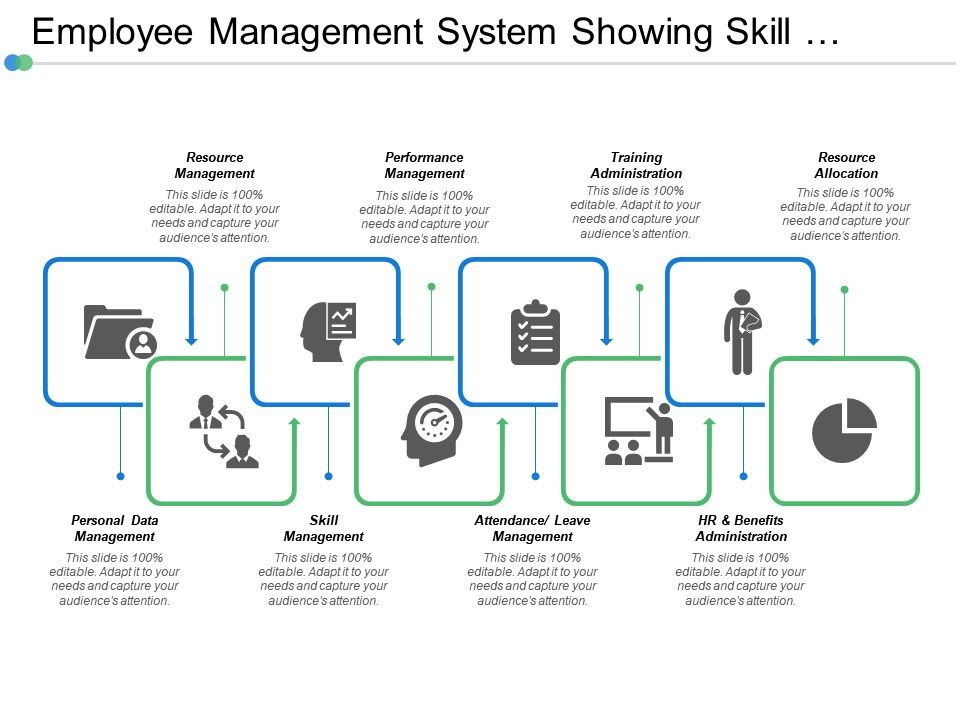 Employee Management System Showing Skill …
Resource
Management
This slide is 100%
editable. Adapt it to your
needs and capture your
audience's attention.
Performance
Management
This slide is 100%
editable. Adapt it to your
needs and capture your
audience's attention.
Training
Administration
This slide is 100%
editable. Adapt it to your
needs and capture your
audience's attention.
Resource
Allocation
This slide is 100%
editable. Adapt it to your
needs and capture your
audience's attention.
Personal Data
Management
This slide is 100%
editable. Adapt it to your
needs and capture your
audience's attention.
Skill
Management
This slide is 100%
editable. Adapt it to your
needs and capture your
audience's attention.
Attendance/ Leave
Management
This slide is 100%
editable. Adapt it to your
needs and capture your
audience's attention.
HR & Benefits
Administration
This slide is 100%
editable. Adapt it to your
needs and capture your
audience's attention.